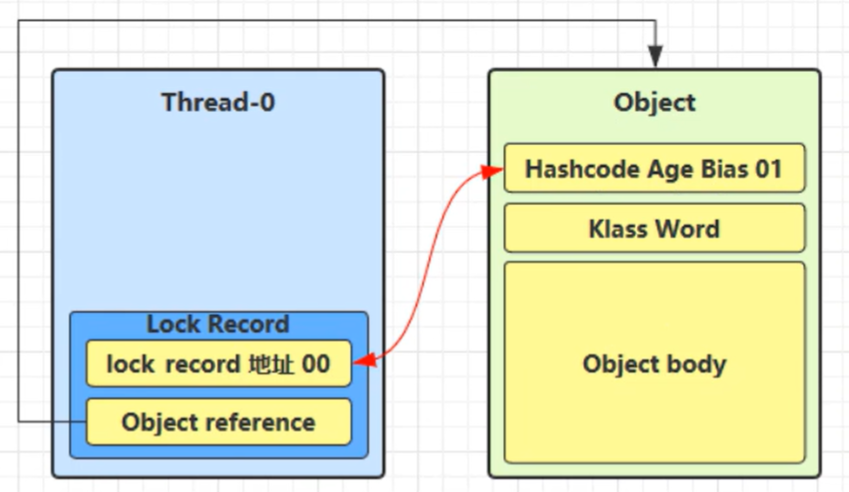 Thread-0
Lock Record
lock record 地址 00
Object reference
Object
Hashcode Age Bias 01
Klass Word
Object body